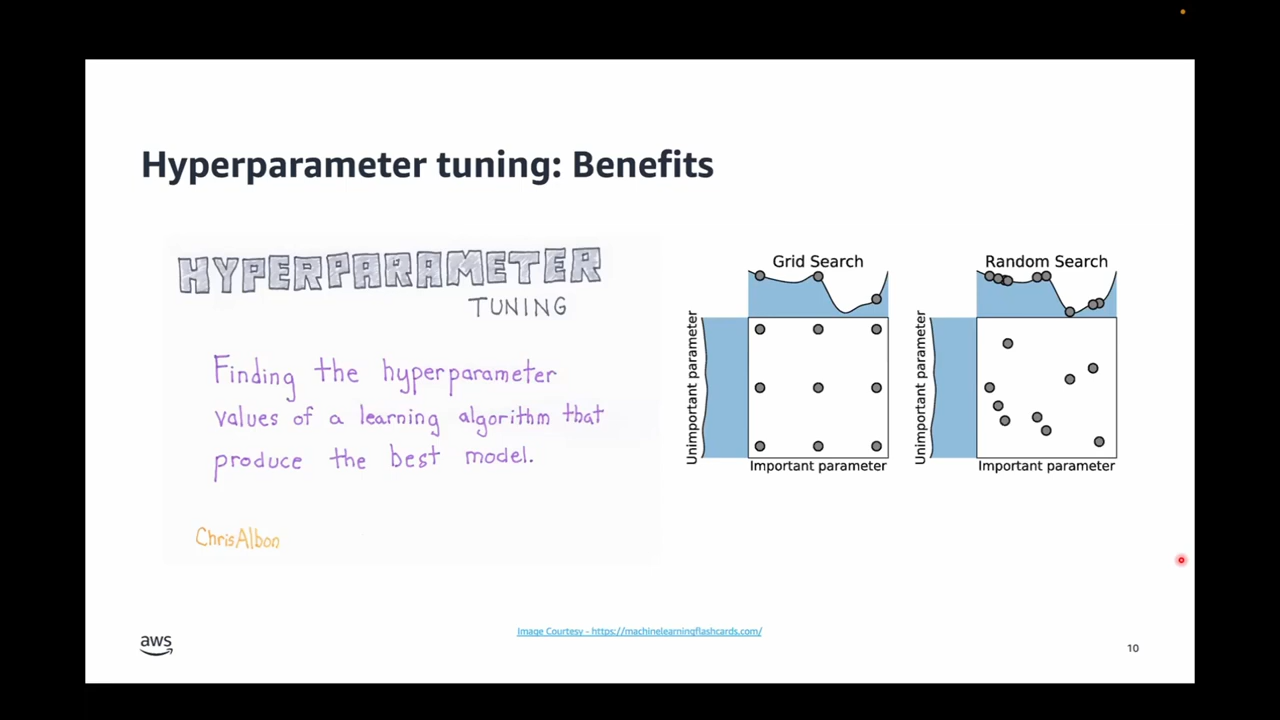 Hyperparameter tuning: Benefits
HYPERPARAMETER
TUNING
Finding the hyperparameter
values of a learning algorithm that
produce the best model.
ChrisAlbon
Grid Search
Unimportant parameter
Important parameter
Random Search
Unimportant parameter
Important parameter
Image Courtesy - https://machinelearningflashcards.com/
aws
10